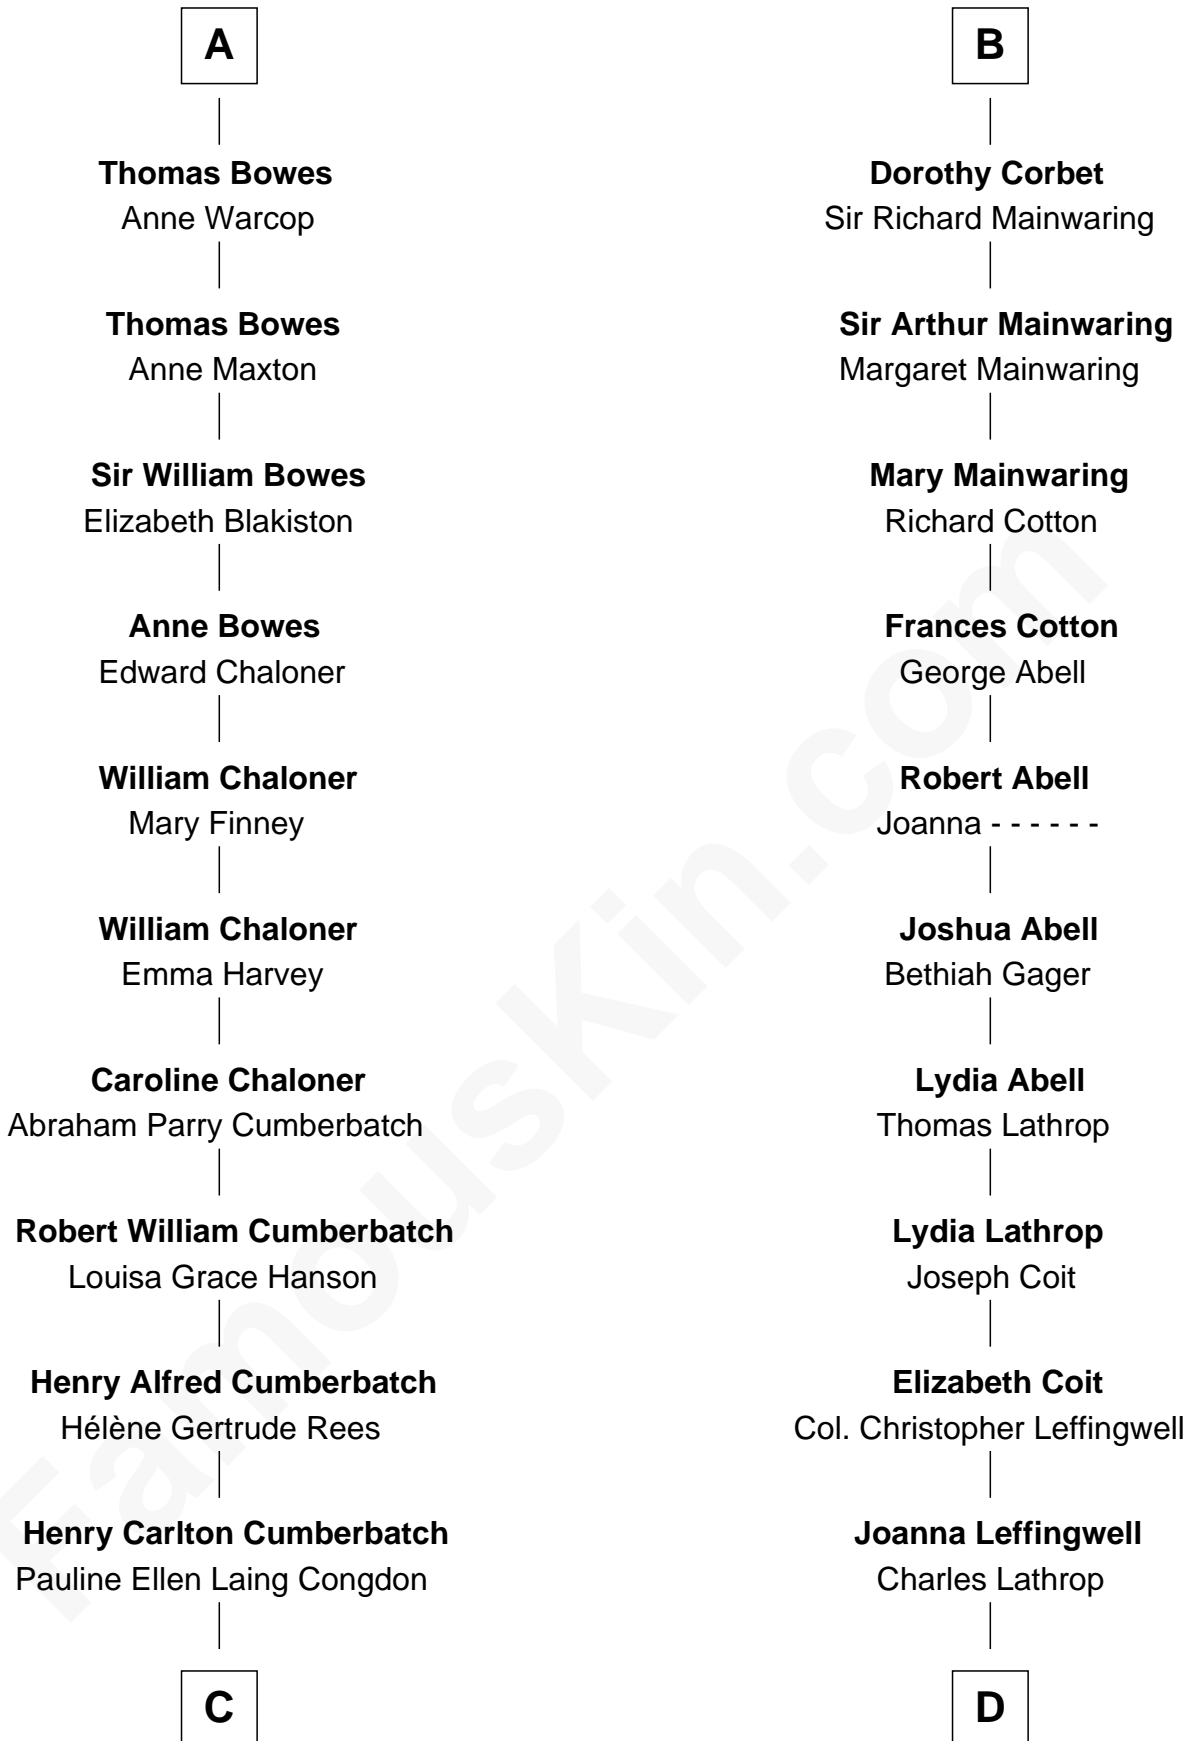 A
Thomas Bowes
Anne Warcop
Thomas Bowes
Anne Maxton
Sir William Bowes
Elizabeth Blakiston
Anne Bowes
Edward Chaloner
William Chaloner
Mary Finney
William Chaloner
Emma Harvey
Caroline Chaloner
Abraham Parry Cumberbatch
Robert William Cumberbatch
Louisa Grace Hanson
Henry Alfred Cumberbatch
Hélène Gertrude Rees
Henry Carlton Cumberbatch
Pauline Ellen Laing Congdon
C
B
Dorothy Corbet
Sir Richard Mainwaring
Sir Arthur Mainwaring
Margaret Mainwaring
Mary Mainwaring
Richard Cotton
Frances Cotton
George Abell
Robert Abell
Joanna - - - - - -
Joshua Abell
Bethiah Gager
Lydia Abell
Thomas Lathrop
Lydia Lathrop
Joseph Coit
Elizabeth Coit
Col. Christopher Leffingwell
Joanna Leffingwell
Charles Lathrop
D
FamousKin.com